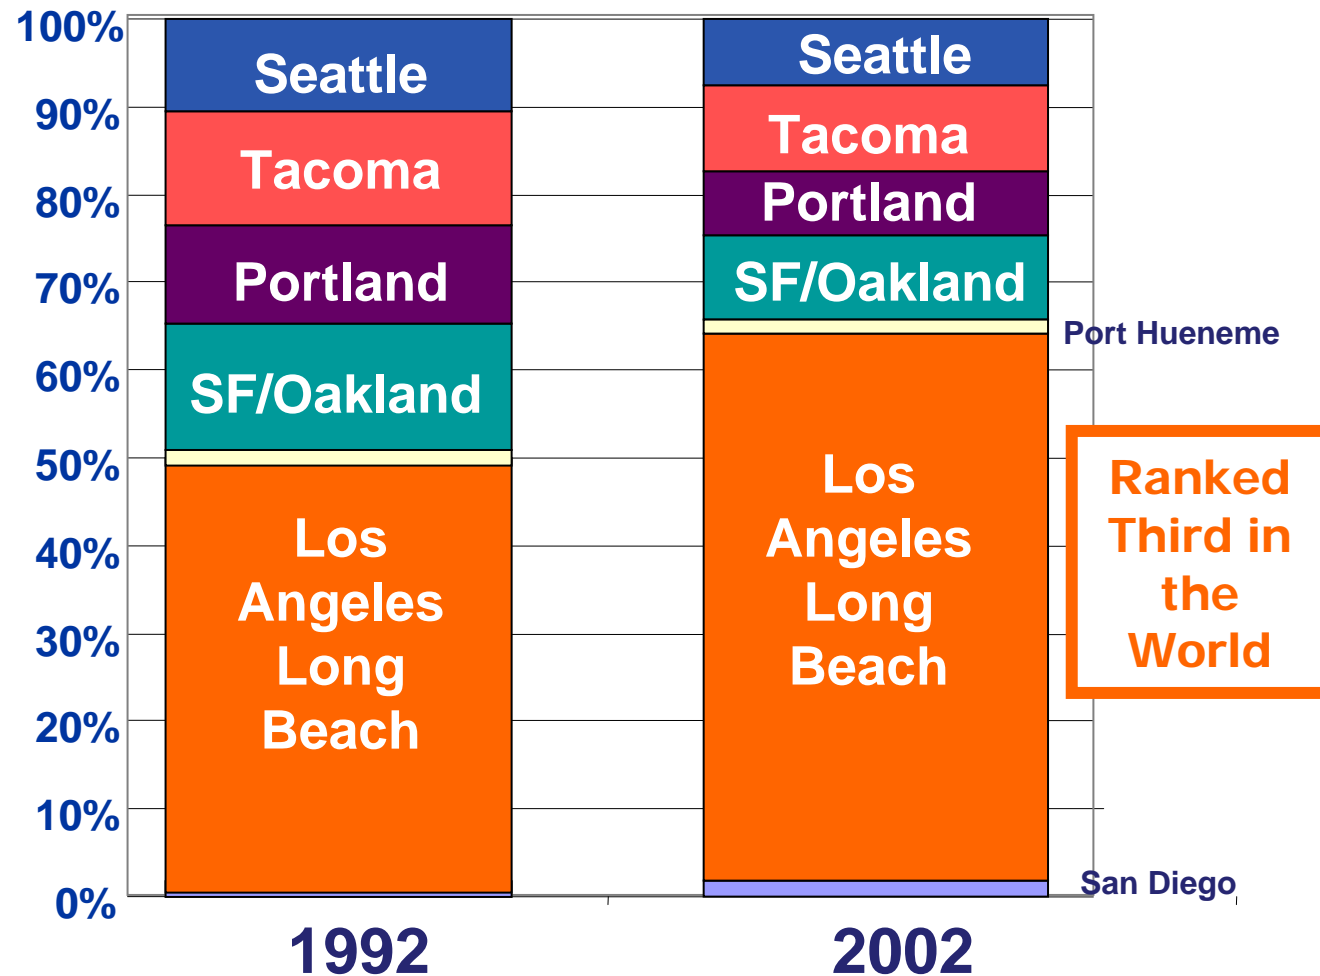 100%
90%
80%
70%
60%
50%
40%
30%
20%
10%
0%
Seattle
Tacoma
Portland
SF/Oakland
Los
Angeles
Long
Beach
1992
Seattle
Tacoma
Portland
SF/Oakland
Los
Angeles
Long
Beach
2002
Port Hueneme
Ranked
Third in
the
World
San Diego